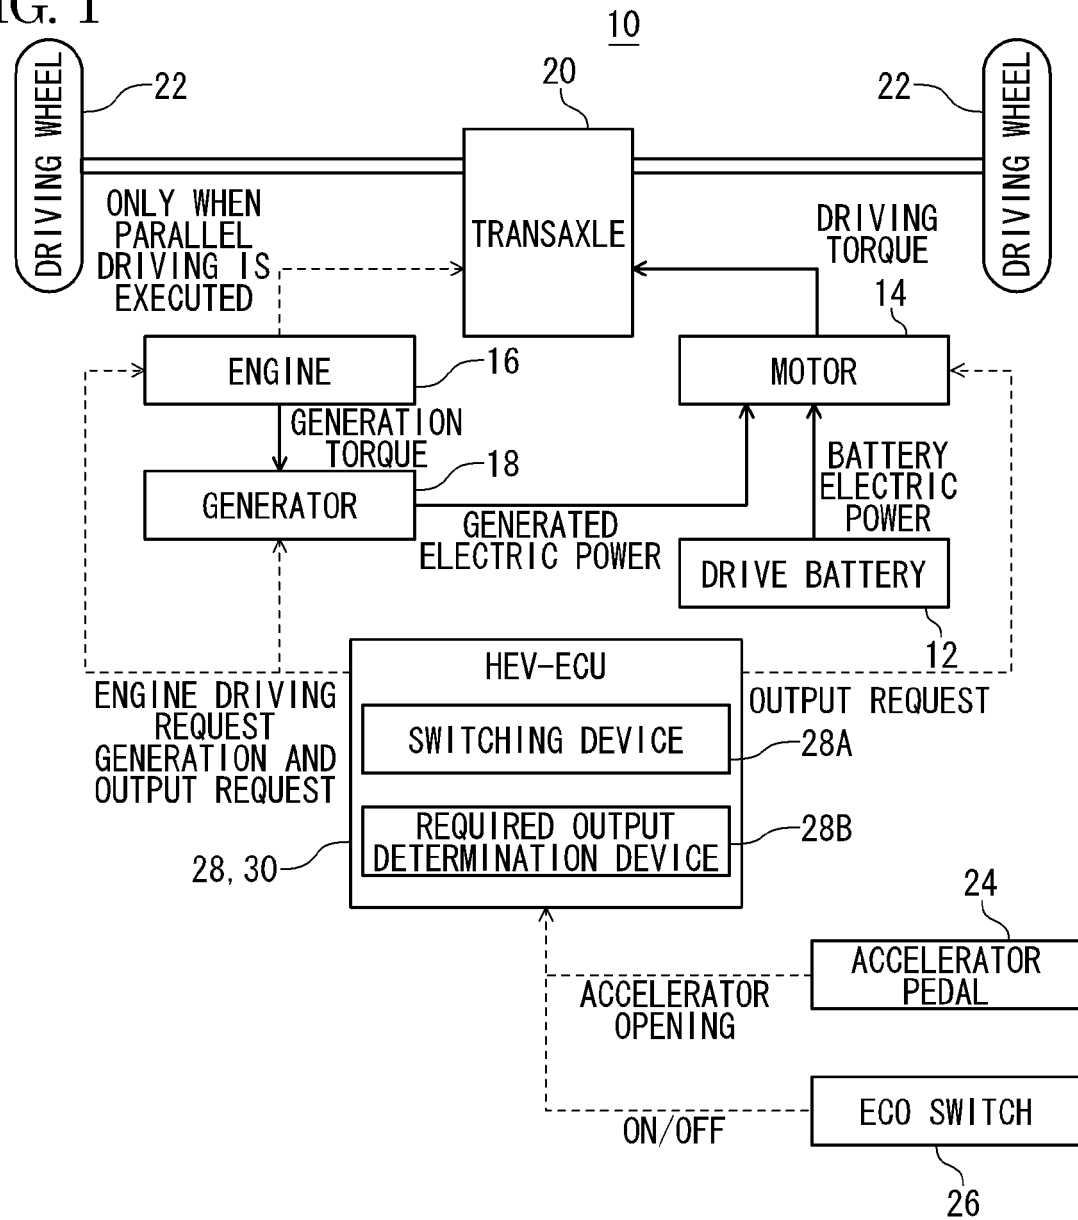 IG. 1
10
DRIVING WHEEL
22
20
22
DRIVING WHEEL
TRANSAXLE
ONLY WHEN
PARALLEL
DRIVING IS
EXECUTED
DRIVING
TORQUE
14
ENGINE
16
MOTOR
GENERATION
TORQUE
18
GENERATOR
GENERATED
ELECTRIC POWER
BATTERY
ELECTRIC
POWER
DRIVE BATTERY
12
HEV-ECU
ENGINE DRIVING
REQUEST
GENERATION AND
OUTPUT REQUEST
OUTPUT REQUEST
SWITCHING DEVICE
28A
REQUIRED OUTPUT
DETERMINATION DEVICE
28B
28, 30
24
ACCELERATOR
PEDAL
ACCELERATOR
OPENING
ECO SWITCH
ON/OFF
26